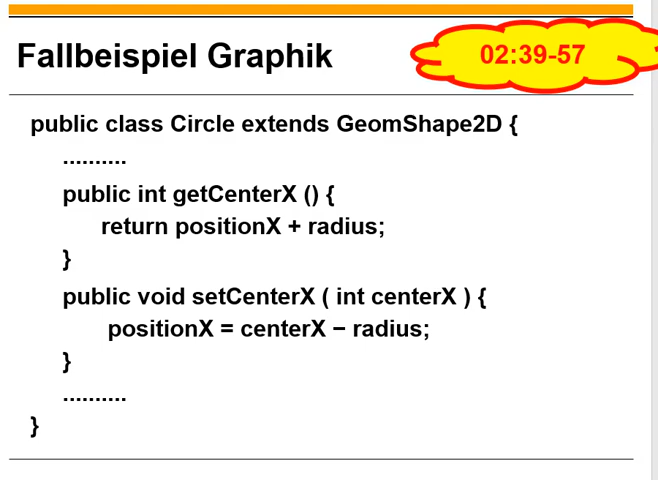 Fallbeispiel Graphik
02:39-57
public class Circle extends GeomShape2D {
..........
public int getCenterX () {
return positionX + radius;
}
public void setCenterX ( int centerX ) {
positionX = centerX – radius;
}
..........
}